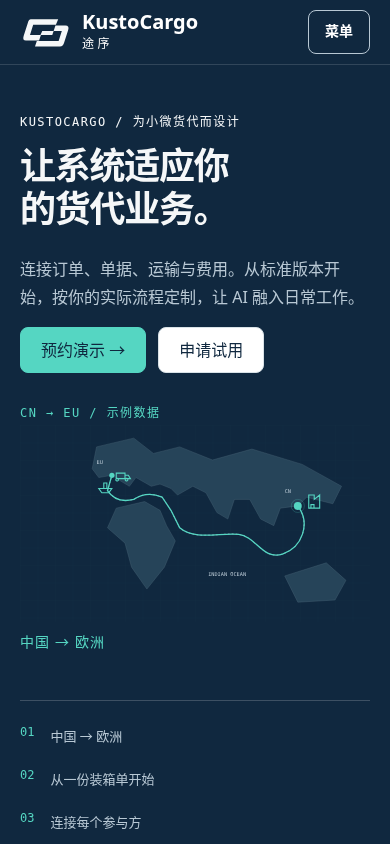 KustoCargo
途序
菜单
KUSTOCARGO / 为小微货代而设计
让系统适应你
的货代业务。
连接订单、单据、运输与费用。从标准版本开
始，按你的实际流程定制，让 AI 融入日常工作。
预约演示 →
申请试用
CN → EU / 示例数据
EU
CN
INDIAN OCEAN
中国 → 欧洲
01 中国 → 欧洲
02 从一份装箱单开始
03 连接每个参与方